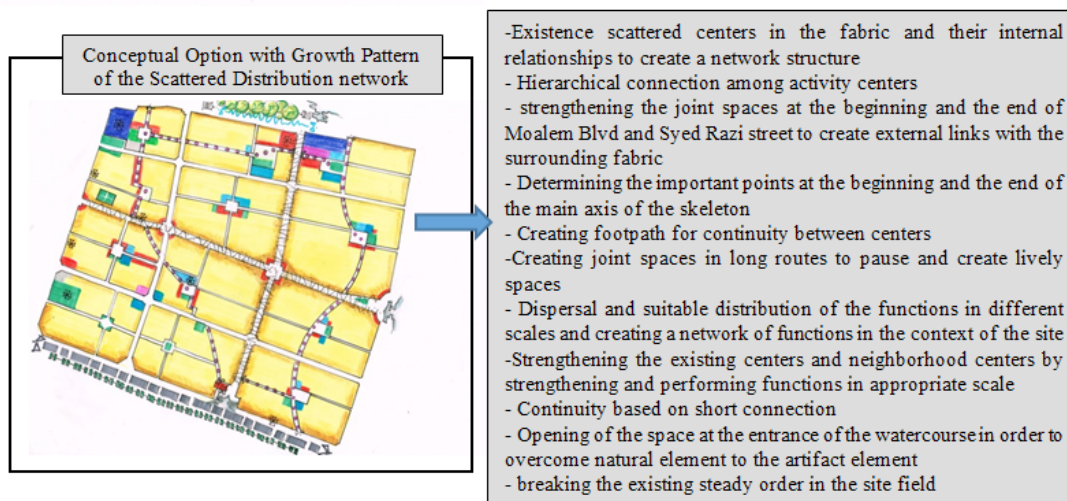 Conceptual Option with Growth Pattern
of the Scattered Distribution network
-Existence scattered centers in the fabric and their internal
relationships to create a network structure
- Hierarchical connection among activity centers
- strengthening the joint spaces at the beginning and the end of
Moalem Blvd and Syed Razi street to create external links with the
surrounding fabric
- Determining the important points at the beginning and the end of
the main axis of the skeleton
- Creating footpath for continuity between centers
-Creating joint spaces in long routes to pause and create lively
spaces
- Dispersal and suitable distribution of the functions in different
scales and creating a network of functions in the context of the site
-Strengthening the existing centers and neighborhood centers by
strengthening and performing functions in appropriate scale
- Continuity based on short connection
- Opening of the space at the entrance of the watercourse in order to
overcome natural element to the artifact element
- breaking the existing steady order in the site field